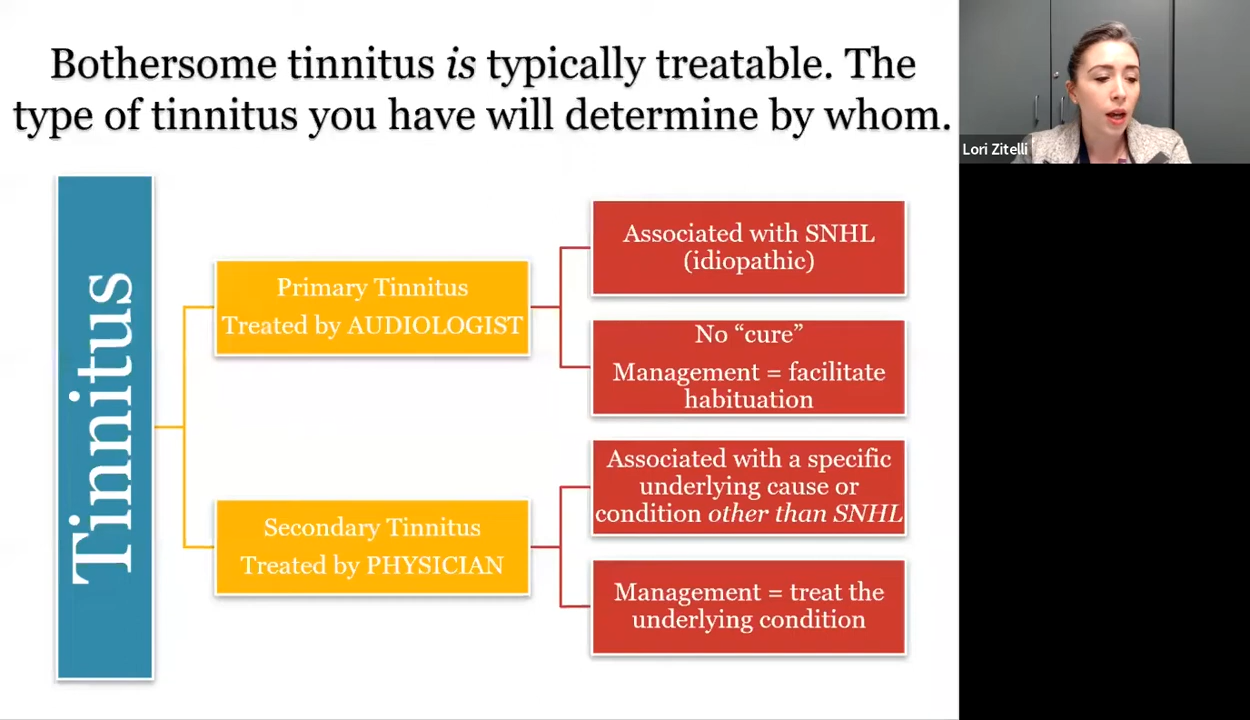 Bothersome tinnitus is typically treatable. The
type of tinnitus you have will determine by whom.
Lori Zitelli
Tinnitus
Primary Tinnitus
Treated by AUDIOLOGIST
Associated with SNHL
(idiopathic)
No “cure”
Management = facilitate
habituation
Secondary Tinnitus
Treated by PHYSICIAN
Associated with a specific
underlying cause or
condition other than SNHL
Management = treat the
underlying condition